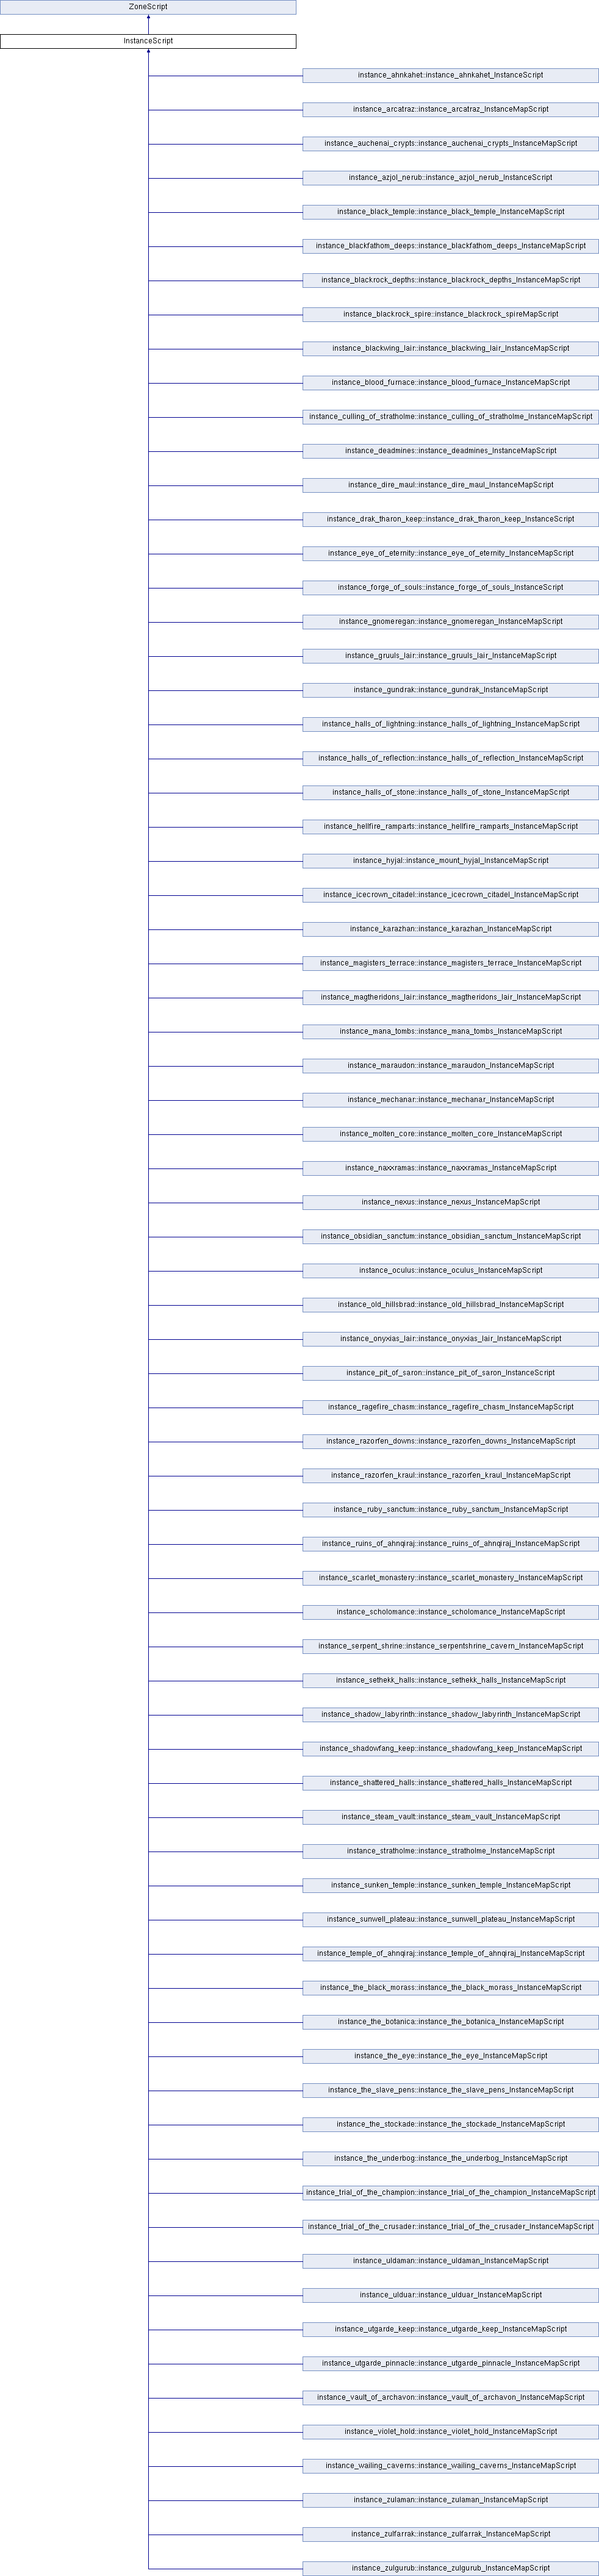 ZoneScript
InstanceScript
instance_ahnkahet::instance_ahnkahet_InstanceScript
instance_arcatraz::instance_arcatraz_InstanceMapScript
instance_auchenai_crypts::instance_auchenai_crypts_InstanceMapScript
instance_azjol_nerub::instance_azjol_nerub_InstanceScript
instance_black_temple::instance_black_temple_InstanceMapScript
instance_blackfathom_deeps::instance_blackfathom_deeps_InstanceMapScript
instance_blackrock_depths::instance_blackrock_depths_InstanceMapScript
instance_blackrock_spire::instance_blackrock_spireMapScript
instance_blackwing_lair::instance_blackwing_lair_InstanceMapScript
instance_blood_furnace::instance_blood_furnace_InstanceMapScript
instance_culling_of_stratholme::instance_culling_of_stratholme_InstanceMapScript
instance_deadmines::instance_deadmines_InstanceMapScript
instance_dire_maul::instance_dire_maul_InstanceMapScript
instance_drak_tharon_keep::instance_drak_tharon_keep_InstanceScript
instance_eye_of_eternity::instance_eye_of_eternity_InstanceMapScript
instance_forge_of_souls::instance_forge_of_souls_InstanceScript
instance_gnomeregan::instance_gnomeregan_InstanceMapScript
instance_gruuls_lair::instance_gruuls_lair_InstanceMapScript
instance_gundrak::instance_gundrak_InstanceMapScript
instance_halls_of_lightning::instance_halls_of_lightning_InstanceMapScript
instance_halls_of_reflection::instance_halls_of_reflection_InstanceMapScript
instance_halls_of_stone::instance_halls_of_stone_InstanceMapScript
instance_hellfire_ramparts::instance_hellfire_ramparts_InstanceMapScript
instance_hyjal::instance_mount_hyjal_InstanceMapScript
instance_icecrown_citadel::instance_icecrown_citadel_InstanceMapScript
instance_karazhan::instance_karazhan_InstanceMapScript
instance_magisters_terrace::instance_magisters_terrace_InstanceMapScript
instance_magtheridons_lair::instance_magtheridons_lair_InstanceMapScript
instance_mana_tombs::instance_mana_tombs_InstanceMapScript
instance_maraudon::instance_maraudon_InstanceMapScript
instance_mechanar::instance_mechanar_InstanceMapScript
instance_molten_core::instance_molten_core_InstanceMapScript
instance_naxxramas::instance_naxxramas_InstanceMapScript
instance_nexus::instance_nexus_InstanceMapScript
instance_obsidian_sanctum::instance_obsidian_sanctum_InstanceMapScript
instance_oculus::instance_oculus_InstanceMapScript
instance_old_hillsbrad::instance_old_hillsbrad_InstanceMapScript
instance_onyxias_lair::instance_onyxias_lair_InstanceMapScript
instance_pit_of_saron::instance_pit_of_saron_InstanceScript
instance_ragefire_chasm::instance_ragefire_chasm_InstanceMapScript
instance_razorfen_downs::instance_razorfen_downs_InstanceMapScript
instance_razorfen_kraul::instance_razorfen_kraul_InstanceMapScript
instance_ruby_sanctum::instance_ruby_sanctum_InstanceMapScript
instance_ruins_of_ahnqiraj::instance_ruins_of_ahnqiraj_InstanceMapScript
instance_scarlet_monastery::instance_scarlet_monastery_InstanceMapScript
instance_scholomance::instance_scholomance_InstanceMapScript
instance_serpent_shrine::instance_serpentshrine_cavern_InstanceMapScript
instance_sethekk_halls::instance_sethekk_halls_InstanceMapScript
instance_shadow_labyrinth::instance_shadow_labyrinth_InstanceMapScript
instance_shadowfang_keep::instance_shadowfang_keep_InstanceMapScript
instance_shattered_halls::instance_shattered_halls_InstanceMapScript
instance_steam_vault::instance_steam_vault_InstanceMapScript
instance_stratholme::instance_stratholme_InstanceMapScript
instance_sunken_temple::instance_sunken_temple_InstanceMapScript
instance_sunwell_plateau::instance_sunwell_plateau_InstanceMapScript
instance_temple_of_ahnqiraj::instance_temple_of_ahnqiraj_InstanceMapScript
instance_the_black_morass::instance_the_black_morass_InstanceMapScript
instance_the_botanica::instance_the_botanica_InstanceMapScript
instance_the_eye::instance_the_eye_InstanceMapScript
instance_the_slave_pens::instance_the_slave_pens_InstanceMapScript
instance_the_stockade::instance_the_stockade_InstanceMapScript
instance_the_underbog::instance_the_underbog_InstanceMapScript
instance_trial_of_the_champion::instance_trial_of_the_champion_InstanceMapScript
instance_trial_of_the_crusader::instance_trial_of_the_crusader_InstanceMapScript
instance_uldaman::instance_uldaman_InstanceMapScript
instance_ulduar::instance_ulduar_InstanceMapScript
instance_utgarde_keep::instance_utgarde_keep_InstanceMapScript
instance_utgarde_pinnacle::instance_utgarde_pinnacle_InstanceMapScript
instance_vault_of_archavon::instance_vault_of_archavon_InstanceMapScript
instance_violet_hold::instance_violet_hold_InstanceMapScript
instance_wailing_caverns::instance_wailing_caverns_InstanceMapScript
instance_zulaman::instance_zulaman_InstanceMapScript
instance_zulfarrak::instance_zulfarrak_InstanceMapScript
instance_zulgurub::instance_zulgurub_InstanceMapScript